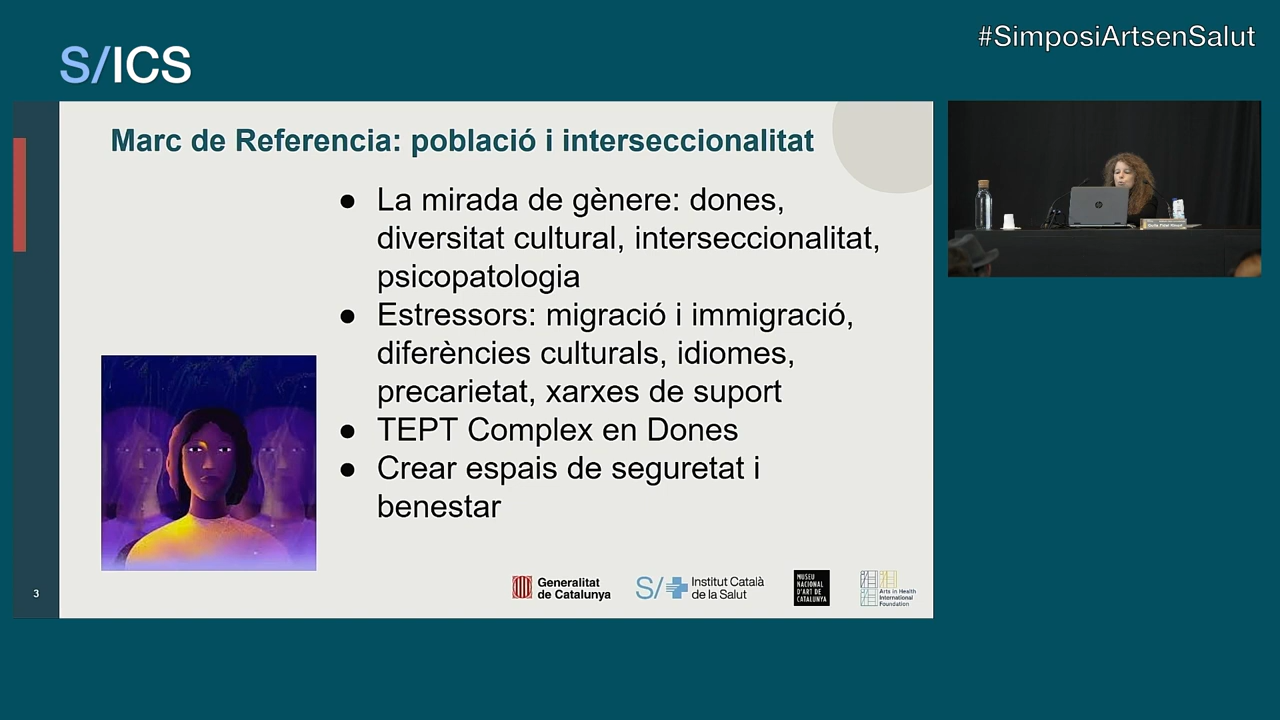 #SimposiArtsenSalut
S/ICS
Marc de Referencia: població i interseccionalitat
● La mirada de gènere: dones,
diversitat cultural, interseccionalitat,
psicopatologia
● Estressors: migració i immigració,
diferències culturals, idiomes,
precarietat, xarxes de suport
● TEPT Complex en Dones
● Crear espais de seguretat i
benestar
3
Generalitat
de Catalunya
S/
Institut Català
de la Salut
MUSEU
NACIONAL
D'ART DE
CATALUNYA
Arts in Health
International
Foundation
hp